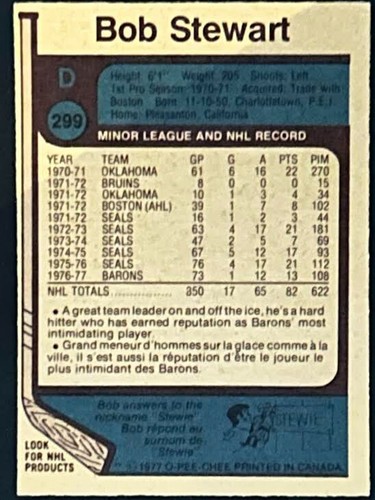 Bob Stewart
D
299
Height: 6'1" Weight: 205 Shoots: Left
1st Pro Season: 1970-71 Acquired: Trade with
Boston Born: 11-10-50, Charlottetown, P.E.I.
Home: Pleasanton, California
MINOR LEAGUE AND NHL RECORD
YEAR TEAM GP G A PTS PIM
1970-71 OKLAHOMA 61 6 16 22 270
1971-72 BRUINS 8 0 0 0 15
1971-72 OKLAHOMA 10 1 3 4 34
1971-72 BOSTON (AHL) 39 1 7 8 102
1971-72 SEALS 16 1 2 3 44
1972-73 SEALS 63 4 17 21 181
1973-74 SEALS 47 2 5 7 69
1974-75 SEALS 67 5 12 17 93
1975-76 SEALS 76 4 17 21 112
1976-77 BARONS 73 1 12 13 108
NHL TOTALS.............. 350 17 65 82 622
• A great team leader on and off the ice, he's a hard
hitter who has earned reputation as Barons' most
intimidating player.
• Grand meneur d'hommes sur la glace comme à la
ville, il s'est aussi la réputation d'être le joueur le
plus intimidant des Barons.
Bob answers to the
nickname "Stewie"
Bob répond au
surnom de
"Stewie"
STEWIE
LOOK
FOR NHL
PRODUCTS
© 1977 O-PEE-CHEE PRINTED IN CANADA